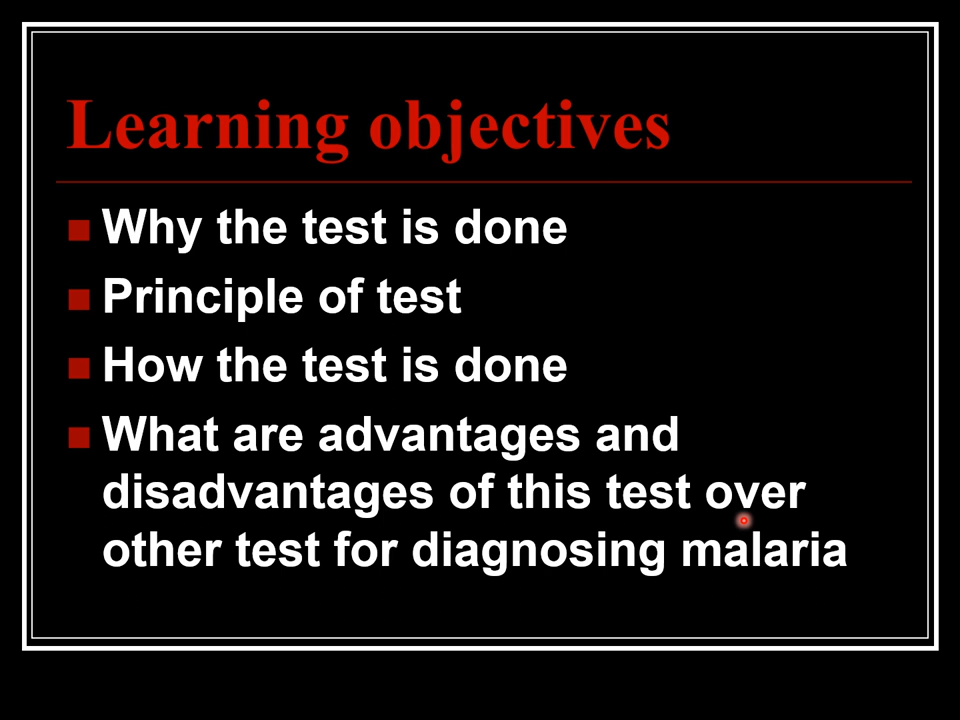 Learning objectives
Why the test is done
Principle of test
How the test is done
What are advantages and
disadvantages of this test over
other test for diagnosing malaria